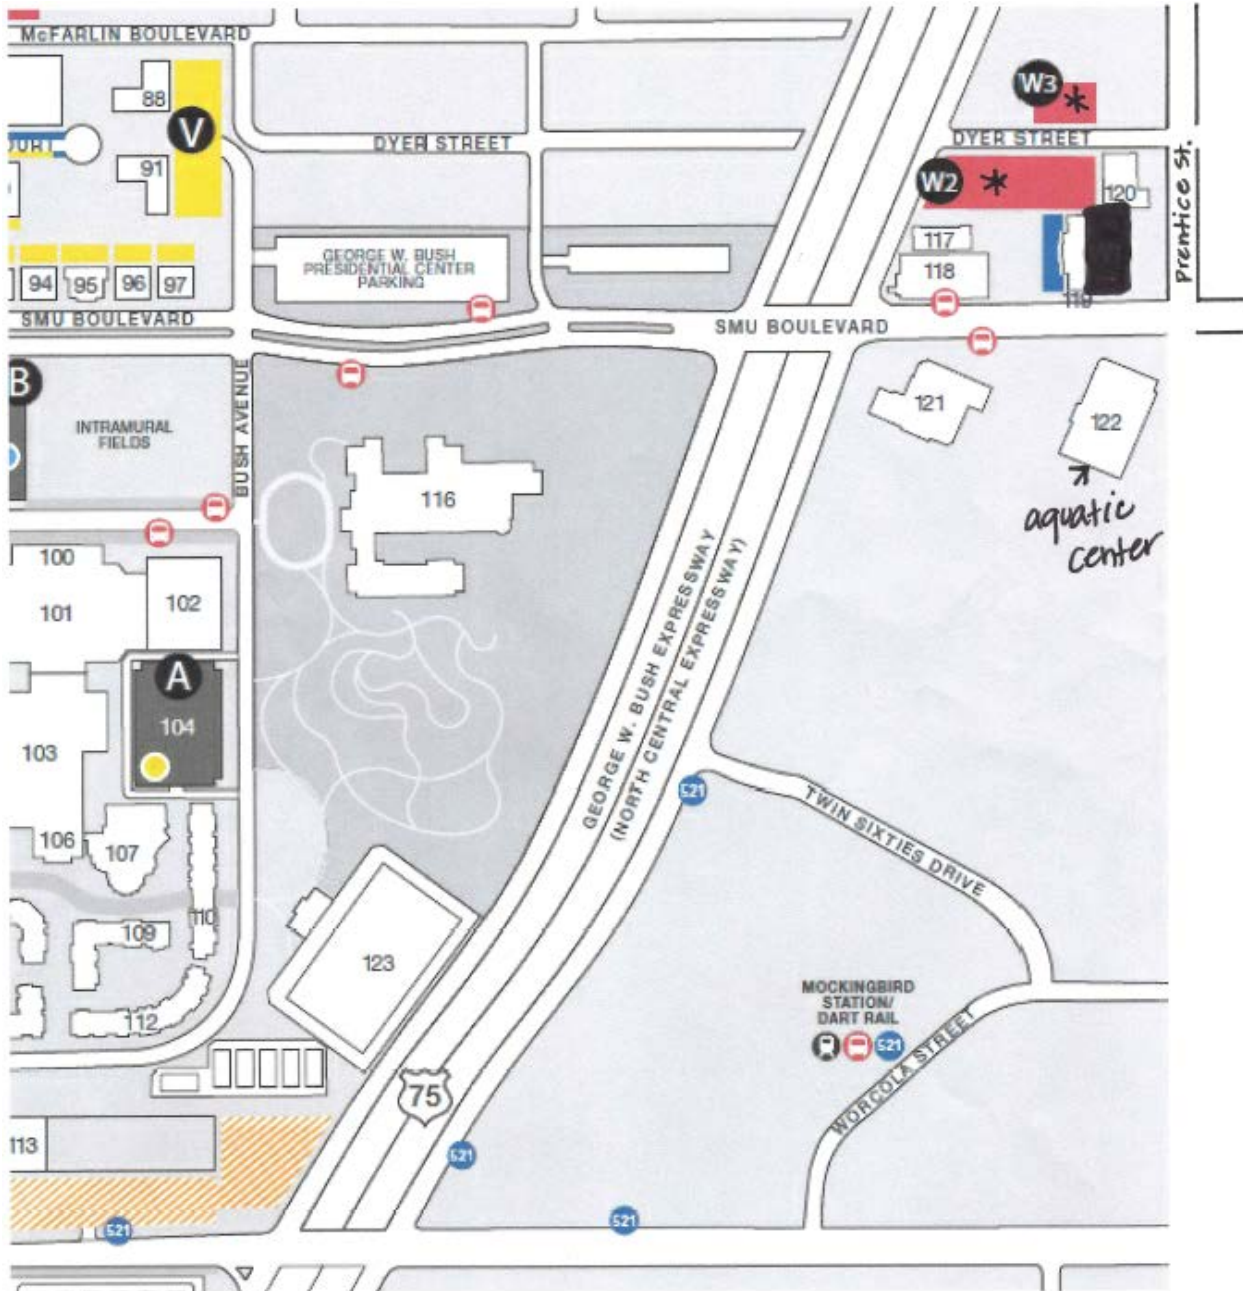 McFARLIN BOULEVARD
W3
*
88
V
DYER STREET
DYER STREET
Prentice St.
91
W2
*
120
117
GEORGE W. BUSH
PRESIDENTIAL CENTER
PARKING
118
94
95
96
97
119
SMU BOULEVARD
SMU BOULEVARD
B
BUSH AVENUE
121
122
INTRAMURAL
FIELDS
116
aquatic
center
100
101
102
GEORGE W. BUSH EXPRESSWAY
(NORTH CENTRAL EXPRESSWAY)
A
104
103
521
TWIN SIXTIES DRIVE
106
107
110
109
123
MOCKINGBIRD
STATION/
DART RAIL
521
112
WORCOLA STREET
75
113
521
521
521